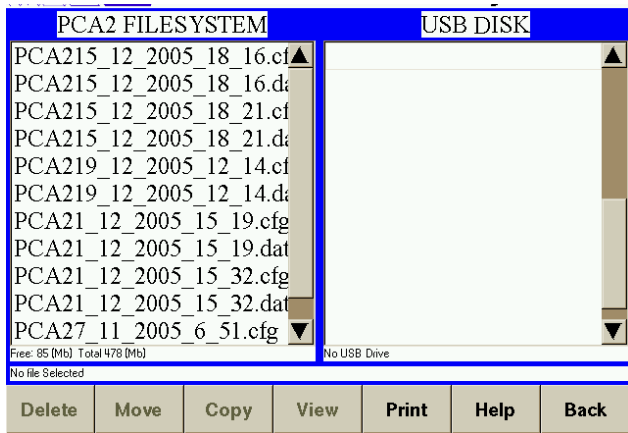 PCA2 FILESYSTEM
USB DISK
PCA215_12_2005_18_16.cf
PCA215_12_2005_18_16.da
PCA215_12_2005_18_21.cf
PCA215_12_2005_18_21.da
PCA219_12_2005_12_14.cf
PCA219_12_2005_12_14.da
PCA21_12_2005_15_19.cfg
PCA21_12_2005_15_19.dat
PCA21_12_2005_15_32.cfg
PCA21_12_2005_15_32.dat
PCA27_11_2005_6_51.cfg
Free: 85 (Mb) Total 478 (Mb)
No USB Drive
No file Selected
Delete Move Copy View Print Help Back